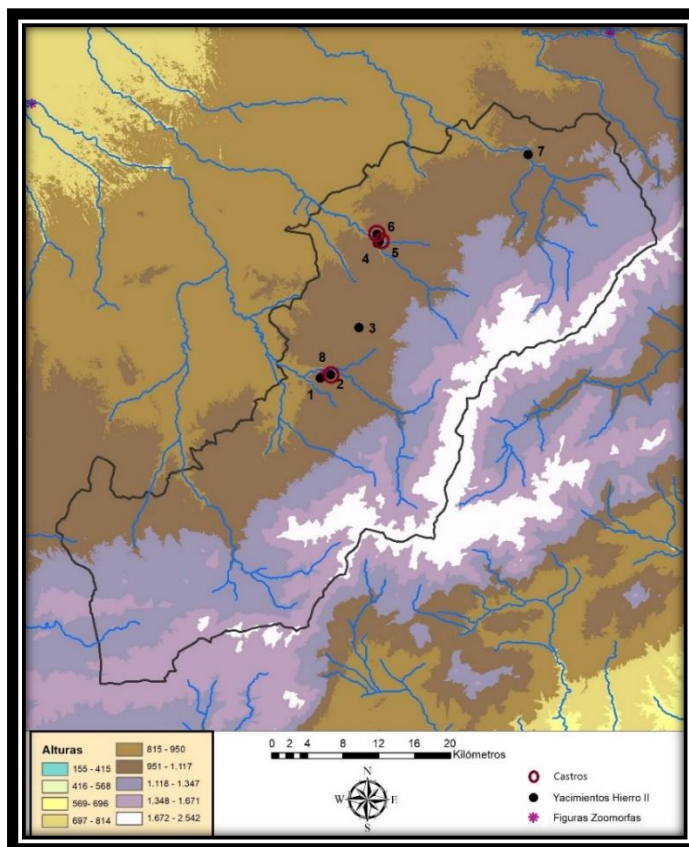 7
6
4
5
3
8
2
1
Alturas
155 - 415
416 - 568
569- 696
697 - 814
815 - 950
951 - 1.117
1.118 - 1.347
1.348 - 1.671
1.672 - 2.542
0 2 4 8 12 16 20
Kilómetros
N
W E
S
Castros
Yacimientos Hierro II
Figuras Zoomorfas